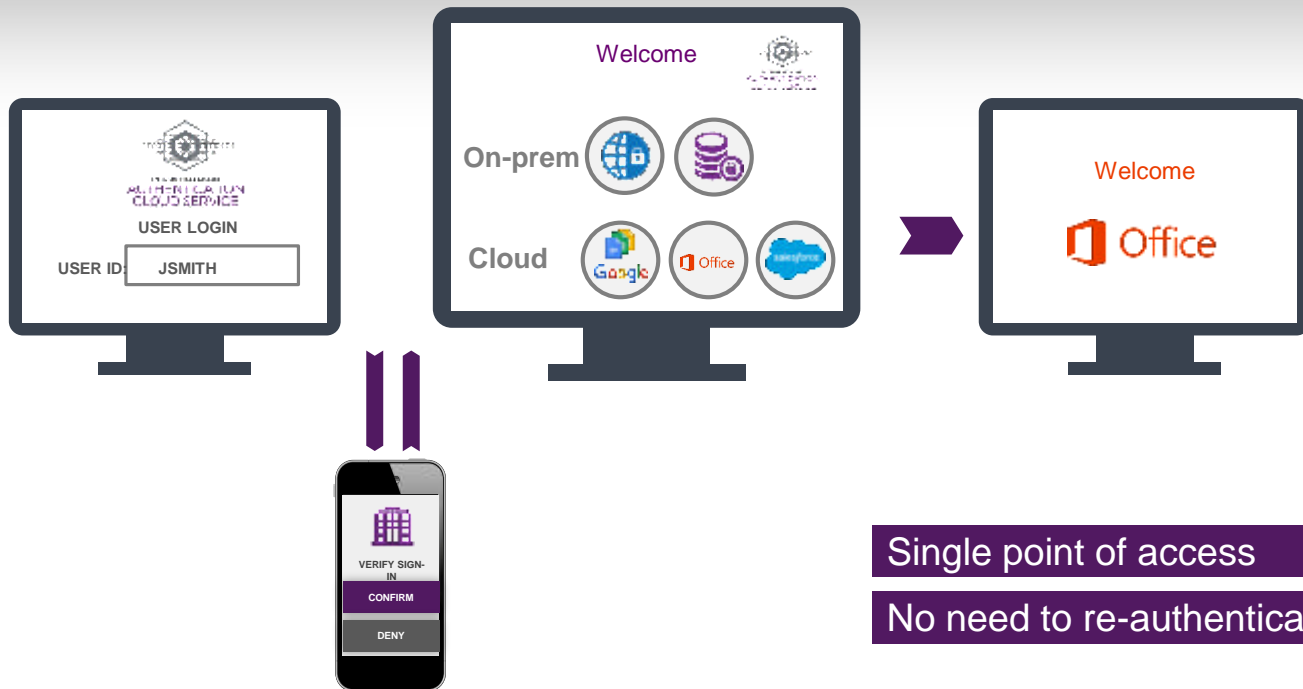 AUTHENTICATION
CLOUD SERVICE
USER LOGIN
USER ID:
JSMITH
Welcome
On-prem
Cloud
Google
Office
salesforce
Welcome
Office
VERIFY SIGN-
IN
CONFIRM
DENY
Single point of access
No need to re-authentica